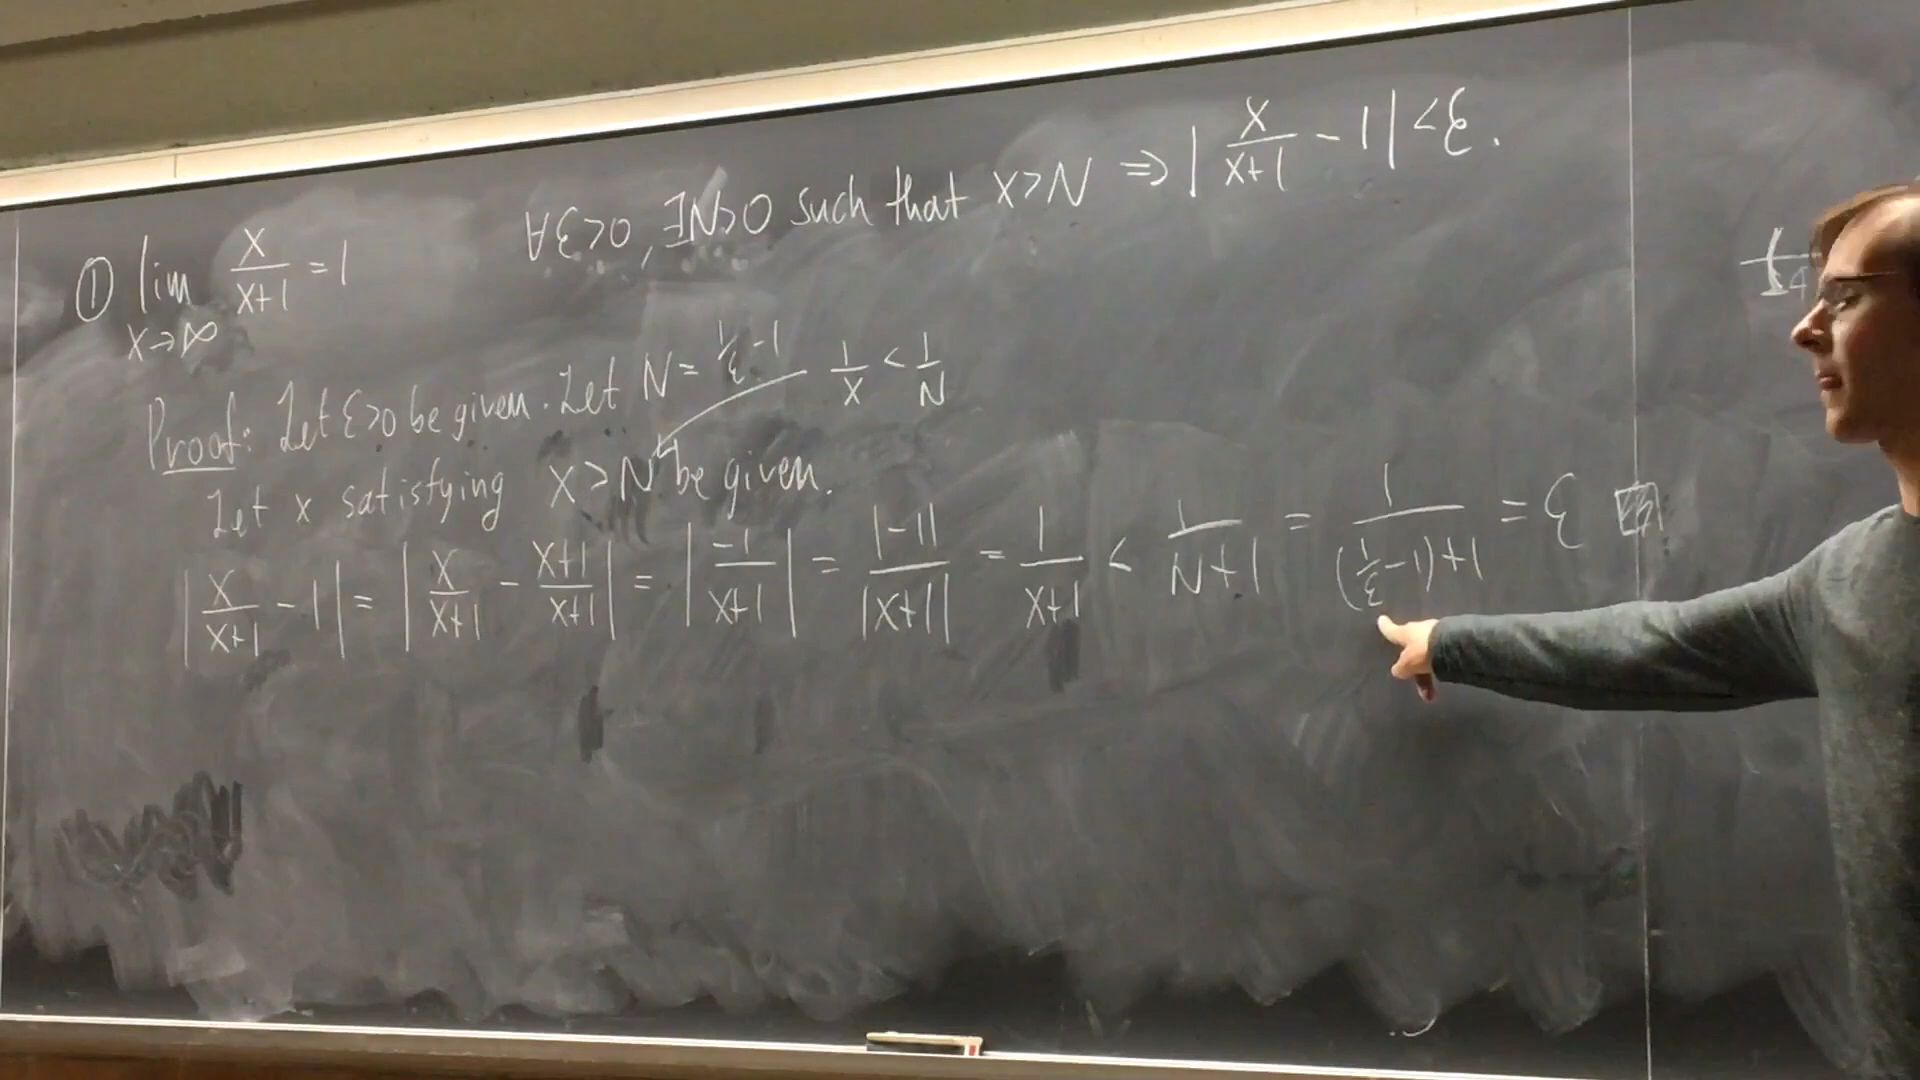 ∀ε>0, ∃N>0 such that x>N ⇒ | x/(x+1) - 1 | < ε.
① lim x→∞ x/(x+1) = 1
Proof: Let ε>0 be given. Let N = 1/ε - 1   1/x < 1/N
Let x satisfying x > N be given.
| x/(x+1) - 1 | = | x/(x+1) - (x+1)/(x+1) | = | -1/(x+1) | = |-1|/|x+1| = 1/(x+1) < 1/(N+1) = 1/((1/ε - 1)+1) = ε